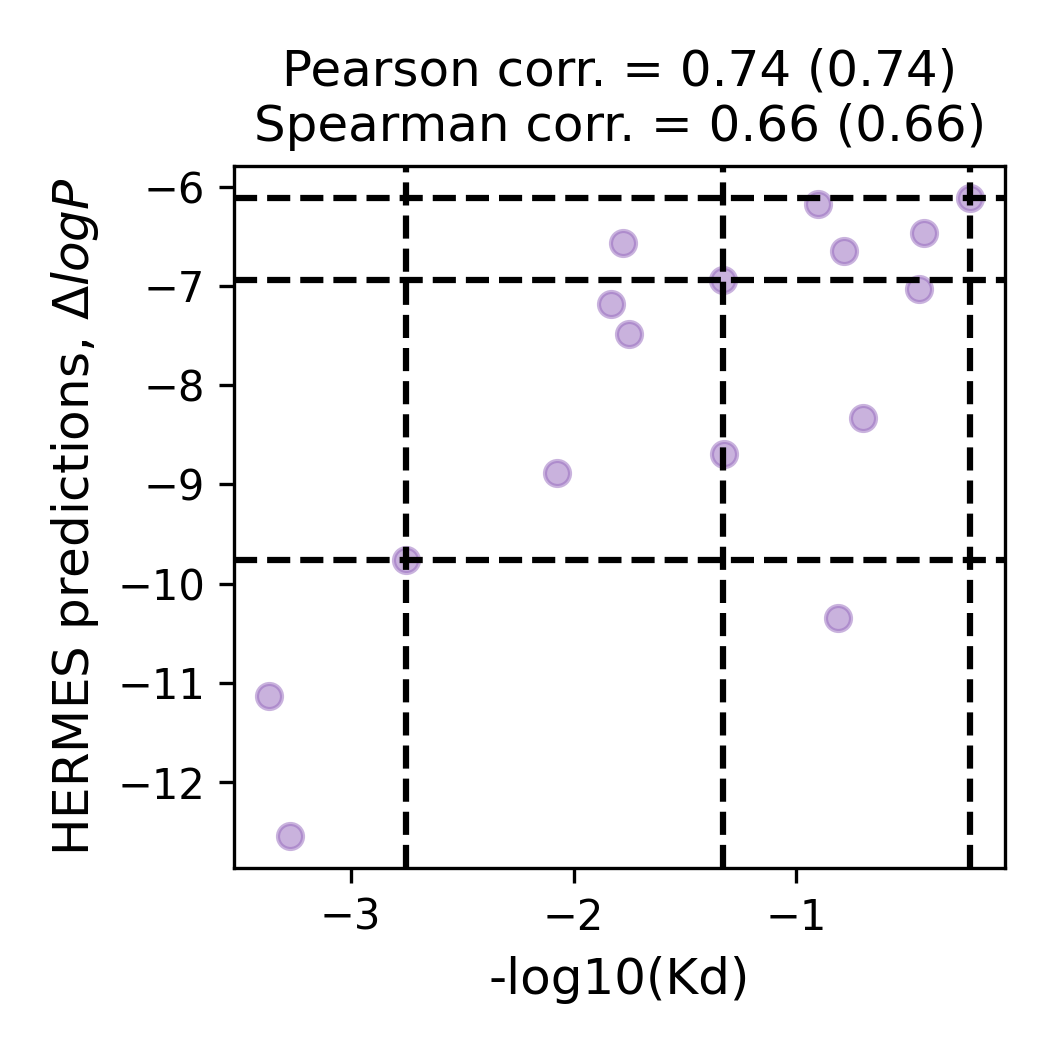 Pearson corr. = 0.74 (0.74)
Spearman corr. = 0.66 (0.66)
HERMES predictions, ΔlogP
−6
−7
−8
−9
−10
−11
−12
−3
−2
−1
-log10(Kd)